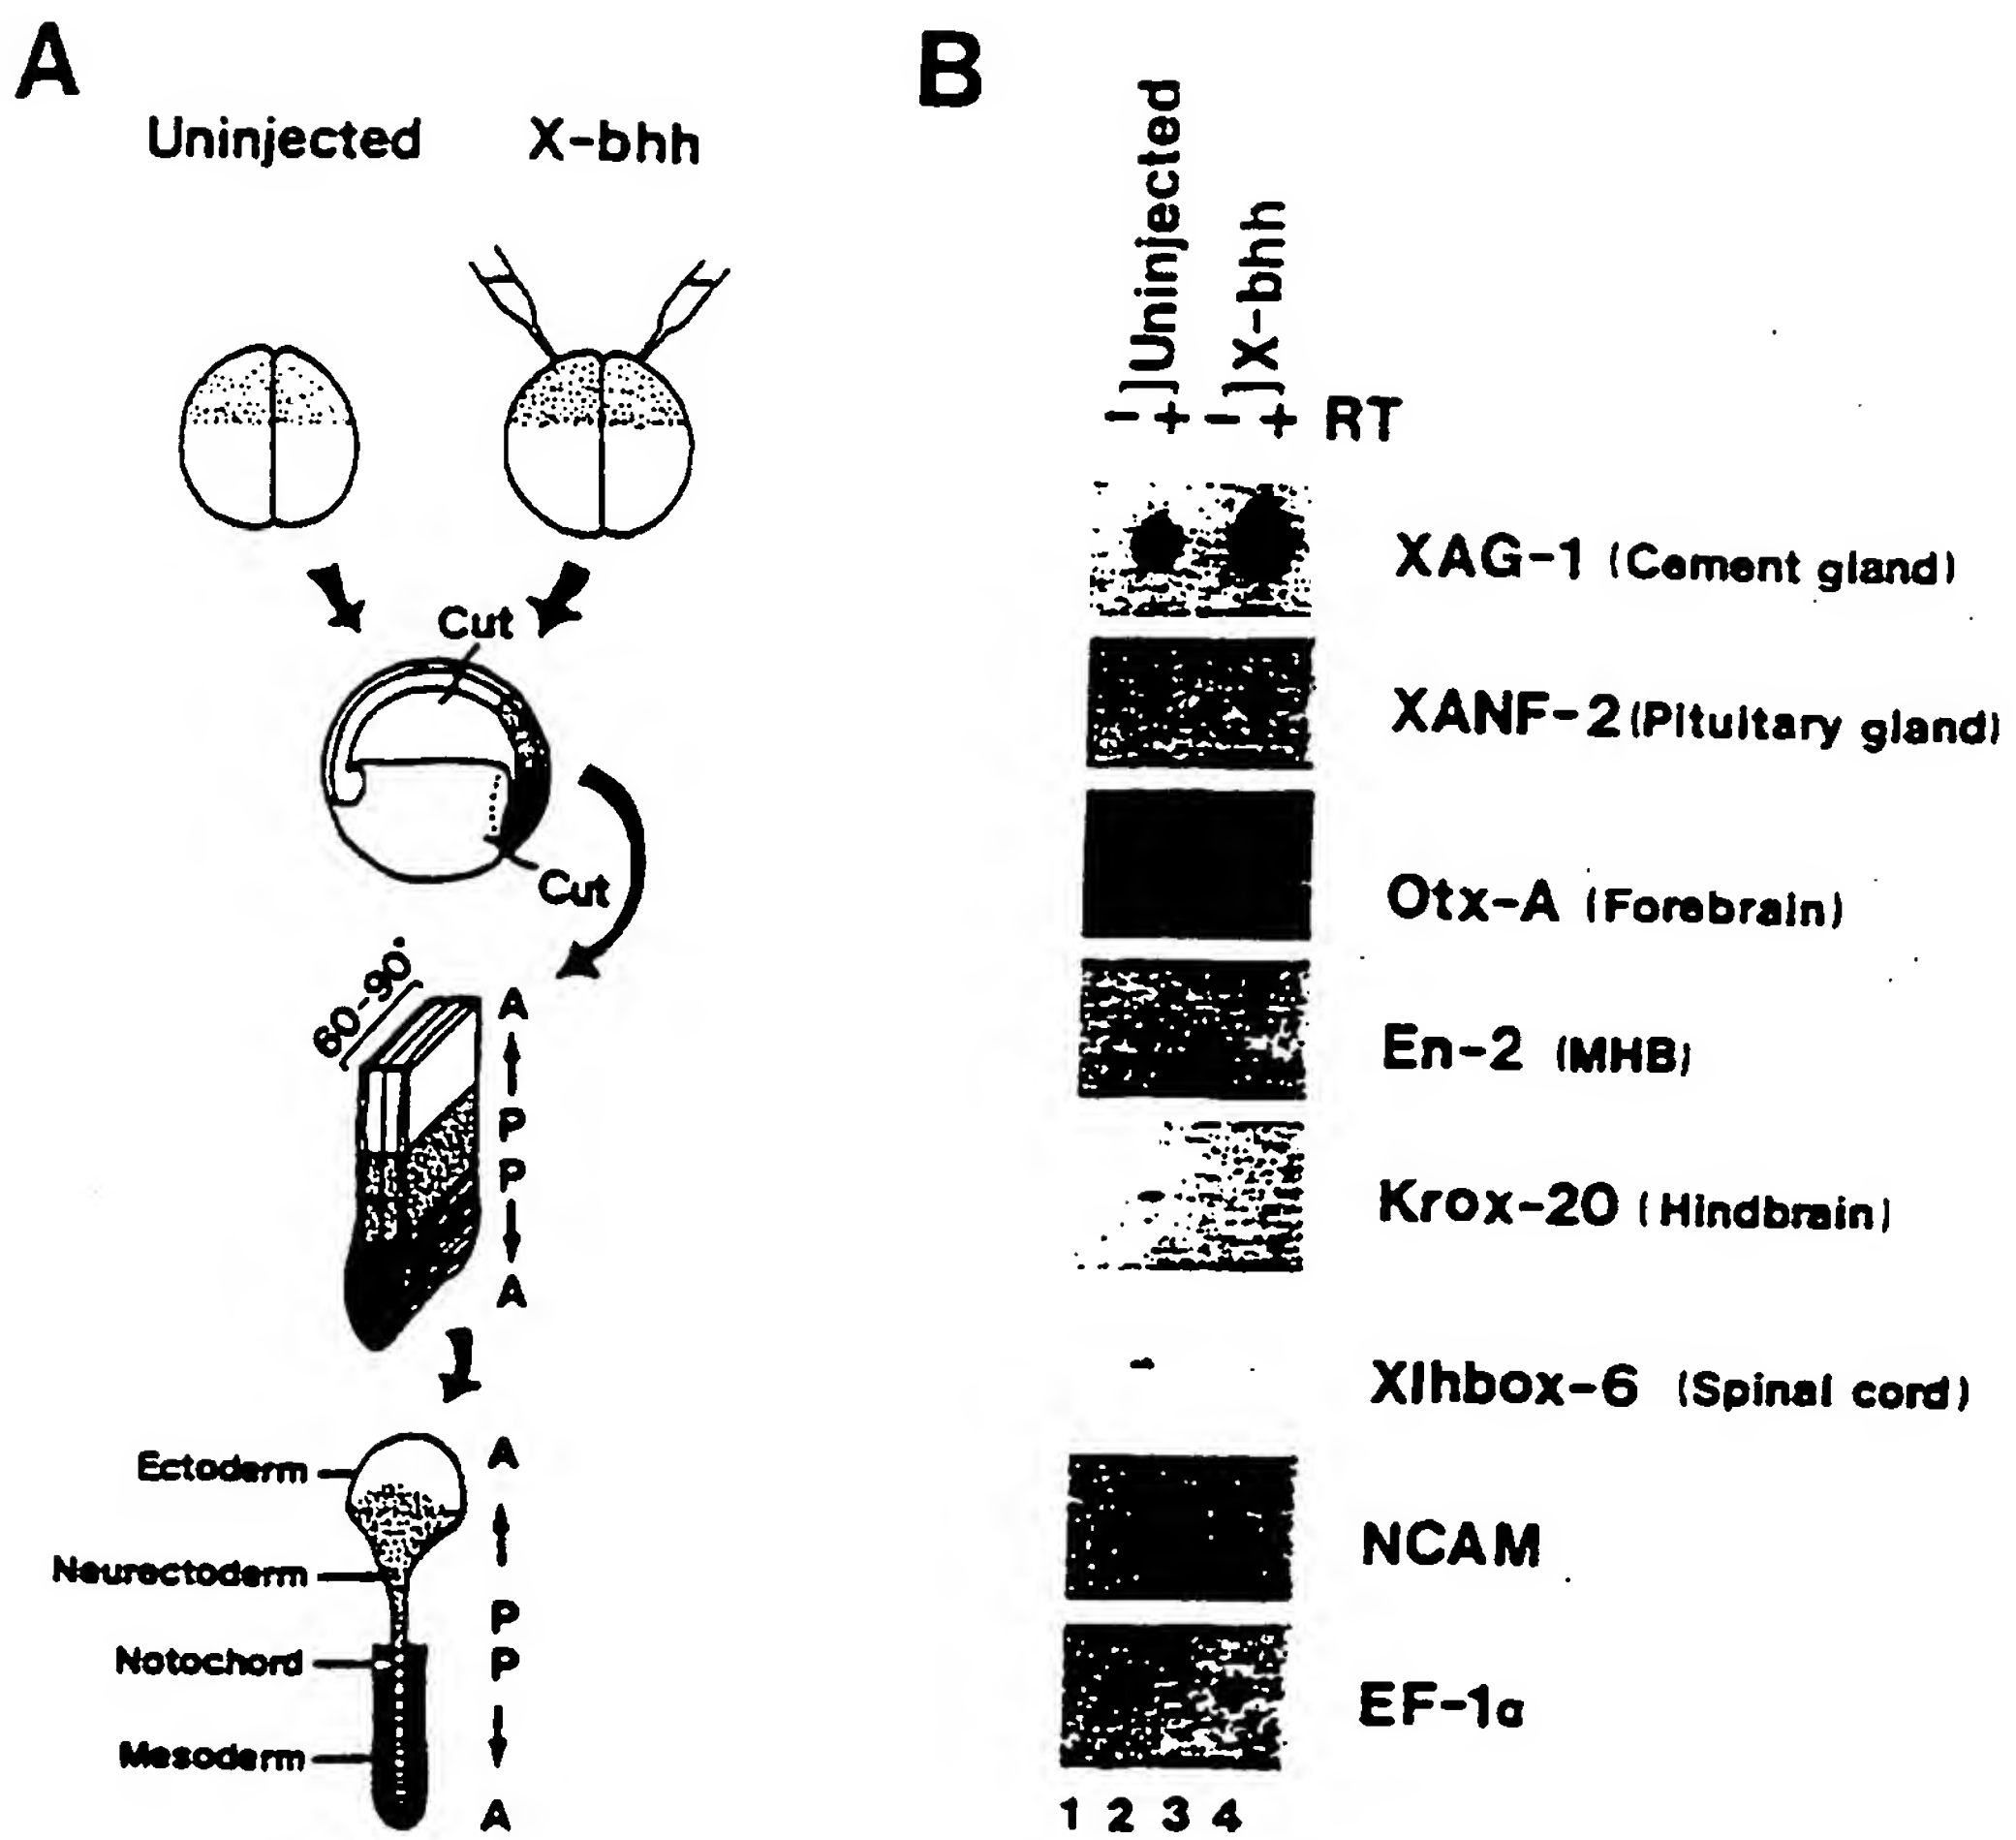 A
Uninjected X-bhh
Cut
Cut
60-90°
A
P
P
A
Ectoderm
Neurectoderm
Notochord
Mesoderm
A
P
P
A
B
]Uninjected
]X-bhh
- + - + RT
XAG-1 (Cement gland)
XANF-2 (Pituitary gland)
Otx-A (Forebrain)
En-2 (MHB)
Krox-20 (Hindbrain)
Xlhbox-6 (Spinal cord)
NCAM
EF-1α
1 2 3 4